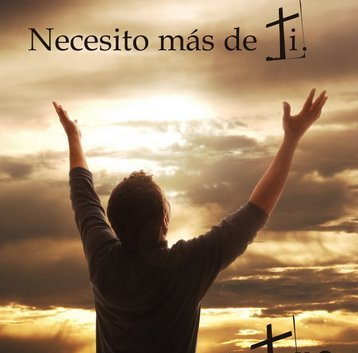 Necesito más de ti.